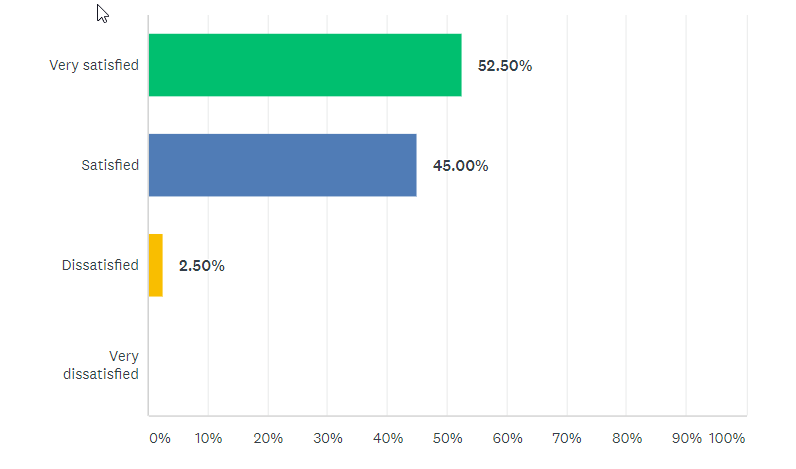 Very satisfied
52.50%
Satisfied
45.00%
Dissatisfied
2.50%
Very
dissatisfied
0% 10% 20% 30% 40% 50% 60% 70% 80% 90% 100%